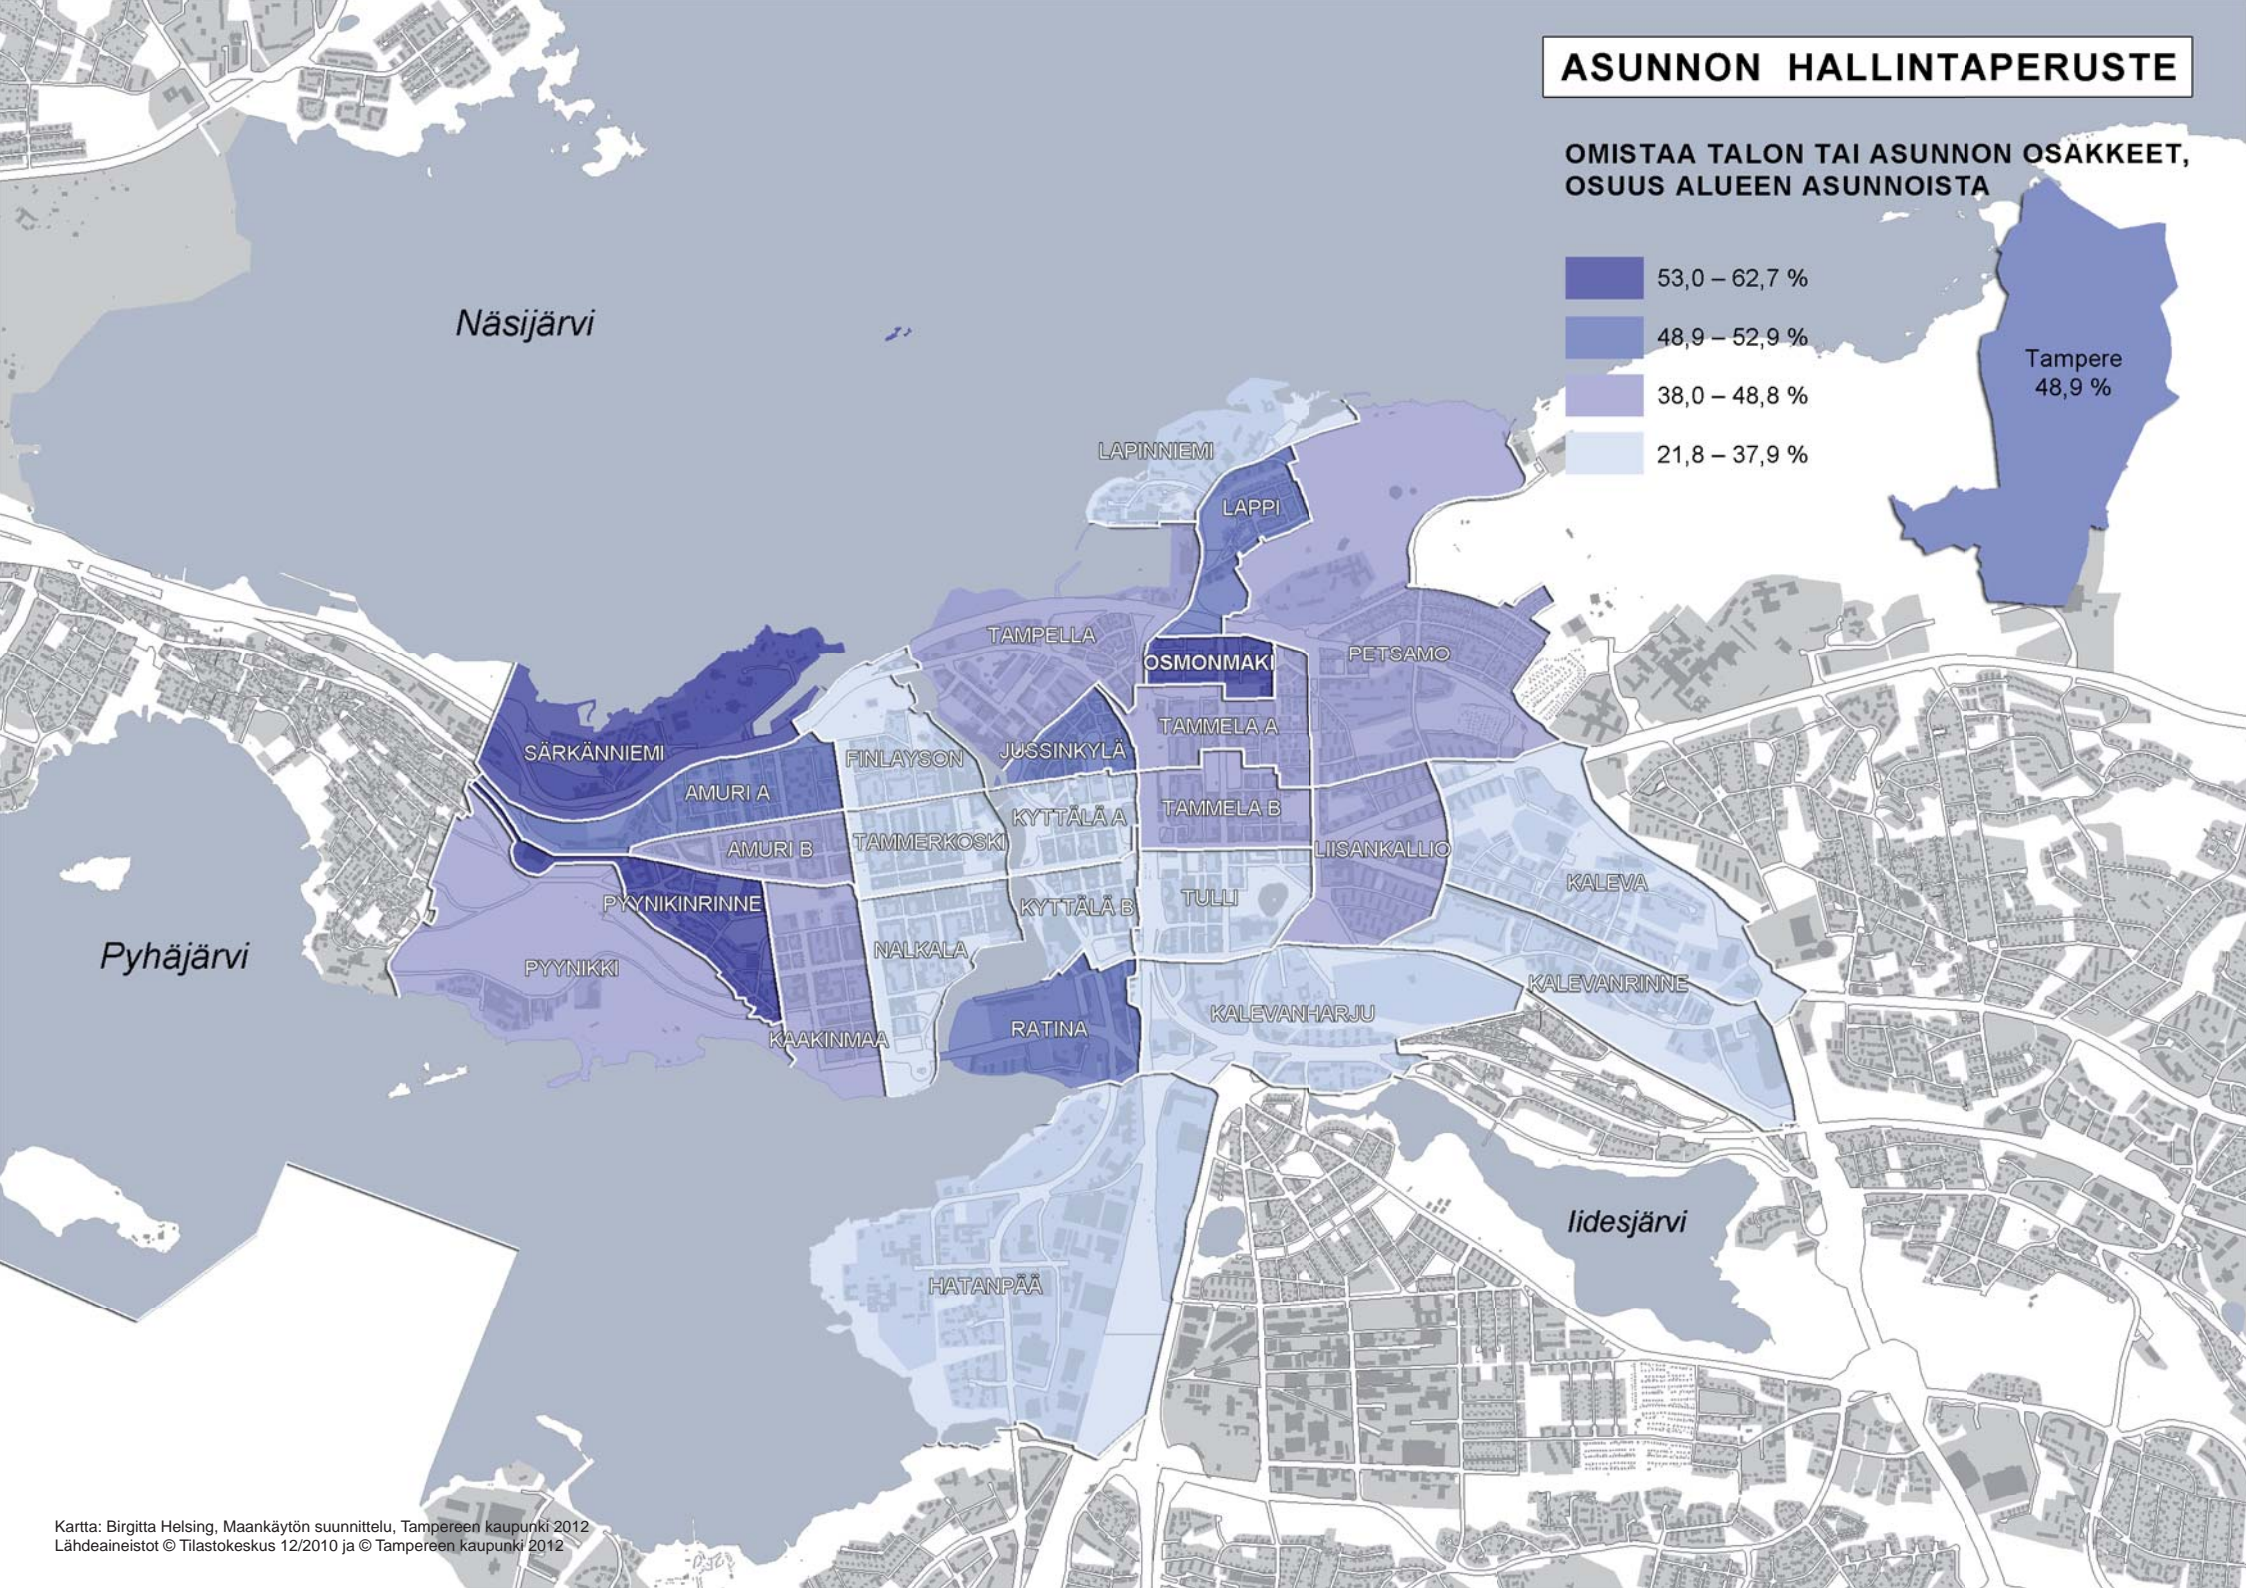 ASUNNON HALLINTAPERUSTE
OMISTAA TALON TAI ASUNNON OSAKKEET,
OSUUS ALUEEN ASUNNOISTA
53,0 – 62,7 %
48,9 – 52,9 %
38,0 – 48,8 %
21,8 – 37,9 %
Tampere
48,9 %
Näsijärvi
LAPINNIEMI
LAPPI
TAMPELLA
OSMONMÄKI
PETSAMO
TAMMELA A
SÄRKÄNNIEMI
FINLAYSON
JUSSINKYLÄ
AMURI A
KYTTÄLÄ A
TAMMELA B
AMURI B
TAMMERKOSKI
LIISANKALLIO
KALEVA
PYYNIKINRINNE
KYTTÄLÄ B
TULLI
NALKALA
Pyhäjärvi
PYYNIKKI
KALEVANRINNE
KALEVANHARJU
RATINA
KAAKINMAA
Iidesjärvi
HATANPÄÄ
Kartta: Birgitta Helsing, Maankäytön suunnittelu, Tampereen kaupunki 2012
Lähdeaineistot © Tilastokeskus 12/2010 ja © Tampereen kaupunki 2012